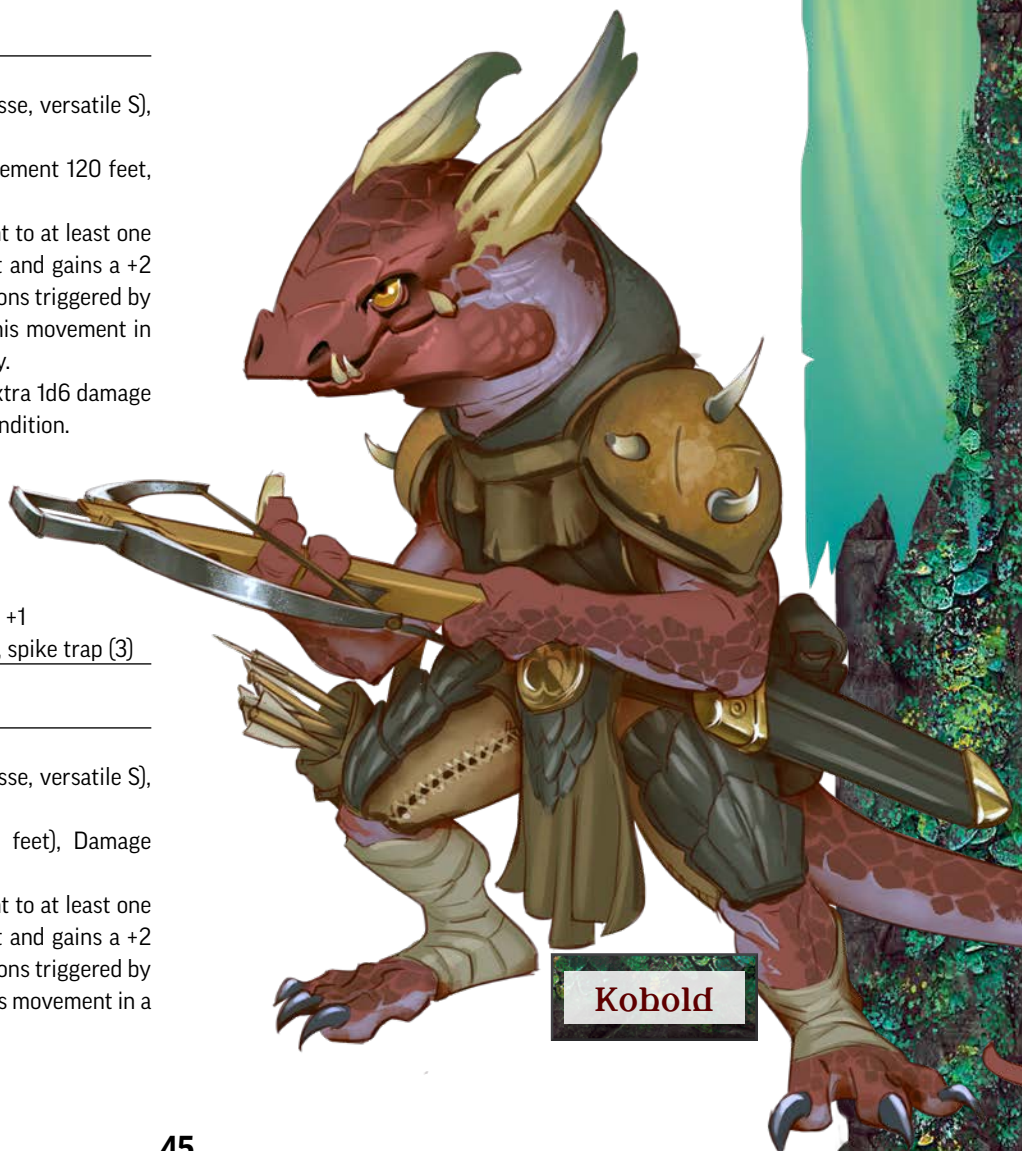 sse, versatile S),
ement 120 feet,
t to at least one
t and gains a +2
ons triggered by
his movement in
y.
xtra 1d6 damage
ndition.
+1
, spike trap (3)
sse, versatile S),
feet), Damage
t to at least one
t and gains a +2
ons triggered by
s movement in a
Kobold
45